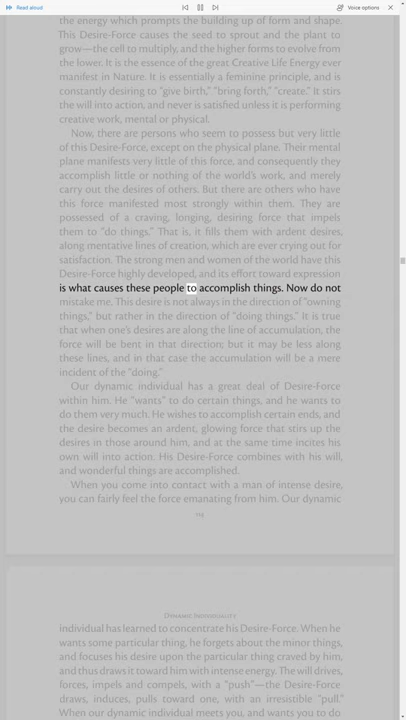 Read aloud
Voice options
the energy which prompts the building up of form and shape.
This Desire-Force causes the seed to sprout and the plant to
grow—the cell to multiply, and the higher forms to evolve from
the lower. It is the essence of the great Creative Life Energy ever
manifest in Nature. It is essentially a feminine principle, and is
constantly desiring to “give birth,” “bring forth,” “create.” It stirs
the will into action, and never is satisfied unless it is performing
creative work, mental or physical.
Now, there are persons who seem to possess but very little
of this Desire-Force, except on the physical plane. Their mental
plane manifests very little of this force, and consequently they
accomplish little or nothing of the world’s work, and merely
carry out the desires of others. But there are others who have
this force manifested most strongly within them. They are
possessed of a craving, longing, desiring force that impels
them to “do things.” That is, it fills them with ardent desires,
along mentative lines of creation, which are ever crying out for
satisfaction. The strong men and women of the world have this
Desire-Force highly developed, and its effort toward expression
is what causes these people to accomplish things. Now do not
mistake me. This desire is not always in the direction of “owning
things,” but rather in the direction of “doing things.” It is true
that when one’s desires are along the line of accumulation, the
force will be bent in that direction; but it may be less along
these lines, and in that case the accumulation will be a mere
incident of the “doing.”
Our dynamic individual has a great deal of Desire-Force
within him. He “wants” to do certain things, and he wants to
do them very much. He wishes to accomplish certain ends, and
the desire becomes an ardent, glowing force that stirs up the
desires in those around him, and at the same time incites his
own will into action. His Desire-Force combines with his will,
and wonderful things are accomplished.
When you come into contact with a man of intense desire,
you can fairly feel the force emanating from him. Our dynamic
Dynamic Individuality
individual has learned to concentrate his Desire-Force. When he
wants some particular thing, he forgets about the minor things,
and focuses his desire upon the particular thing craved by him,
and thus draws it toward him with intense energy. The will drives,
forces, impels and compels, with a “push”—the Desire-Force
draws, induces, pulls toward one, with an irresistible “pull.”
When our dynamic individual meets you, and wants you to do